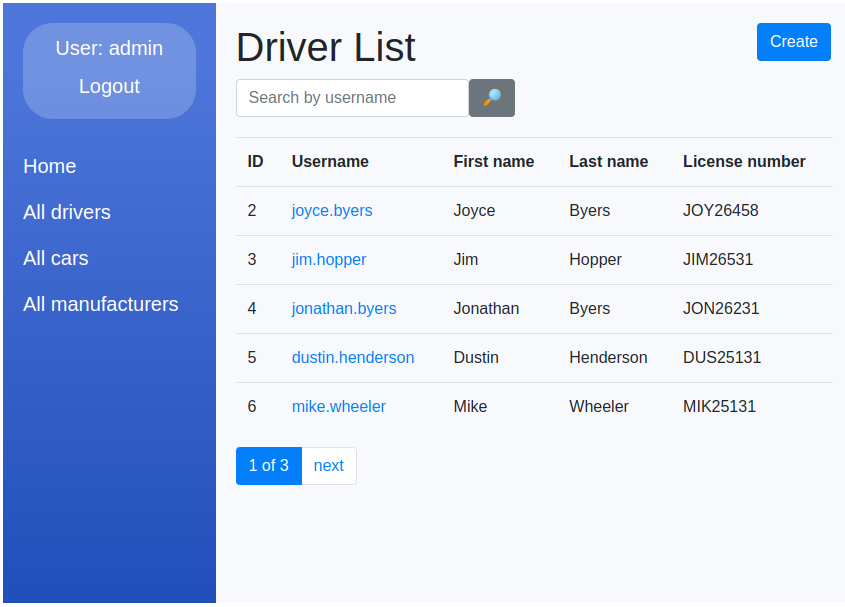 User: admin
Logout
Home
All drivers
All cars
All manufacturers
Driver List
Create
Search by username
ID Username First name Last name License number
2 joyce.byers Joyce Byers JOY26458
3 jim.hopper Jim Hopper JIM26531
4 jonathan.byers Jonathan Byers JON26231
5 dustin.henderson Dustin Henderson DUS25131
6 mike.wheeler Mike Wheeler MIK25131
1 of 3 next